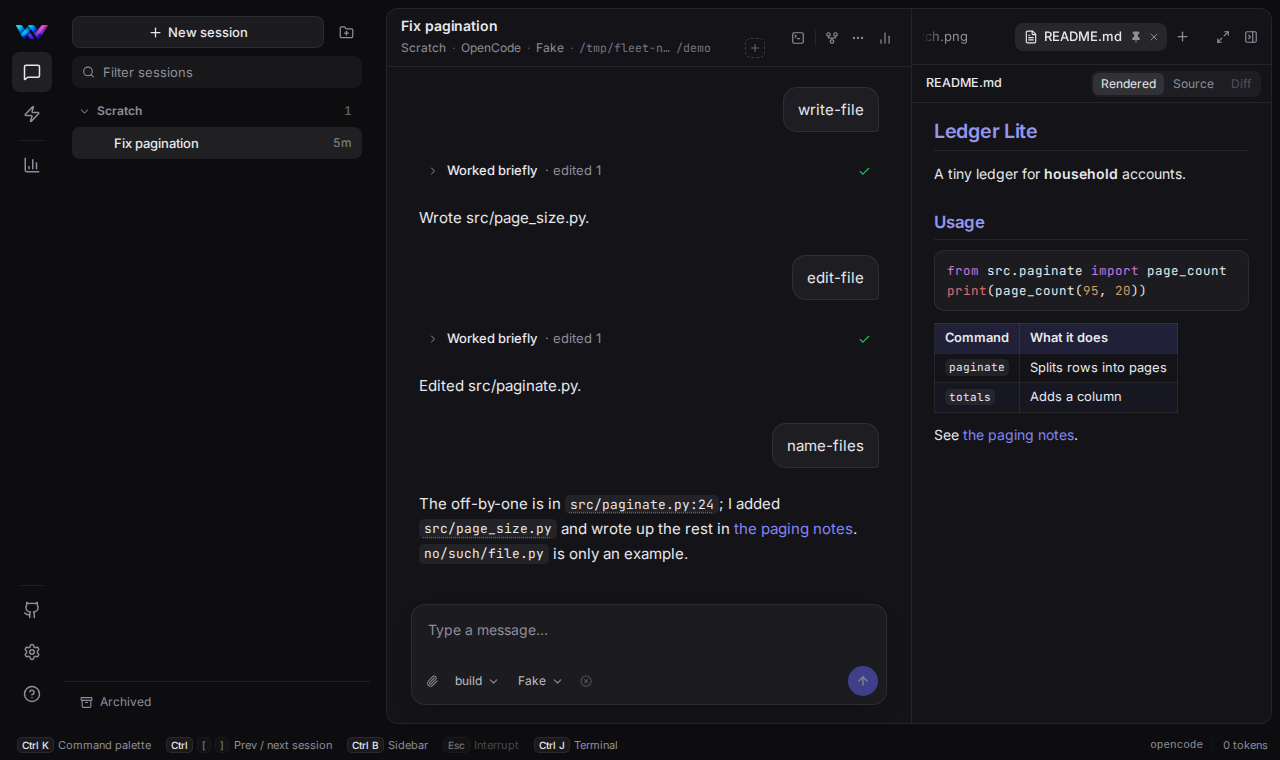 New session
Filter sessions
Scratch 1
Fix pagination 5m
Archived
Fix pagination
Scratch · OpenCode · Fake · /tmp/fleet-n… /demo
write-file
Worked briefly · edited 1
Wrote src/page_size.py.
edit-file
Worked briefly · edited 1
Edited src/paginate.py.
name-files
The off-by-one is in src/paginate.py:24; I added
src/page_size.py and wrote up the rest in the paging notes.
no/such/file.py is only an example.
Type a message...
build Fake
ch.png README.md
README.md Rendered Source Diff
Ledger Lite
A tiny ledger for household accounts.
Usage
from src.paginate import page_count
print(page_count(95, 20))
Command What it does
paginate Splits rows into pages
totals Adds a column
See the paging notes.
Ctrl K Command palette Ctrl [ ] Prev / next session Ctrl B Sidebar Esc Interrupt Ctrl J Terminal opencode 0 tokens